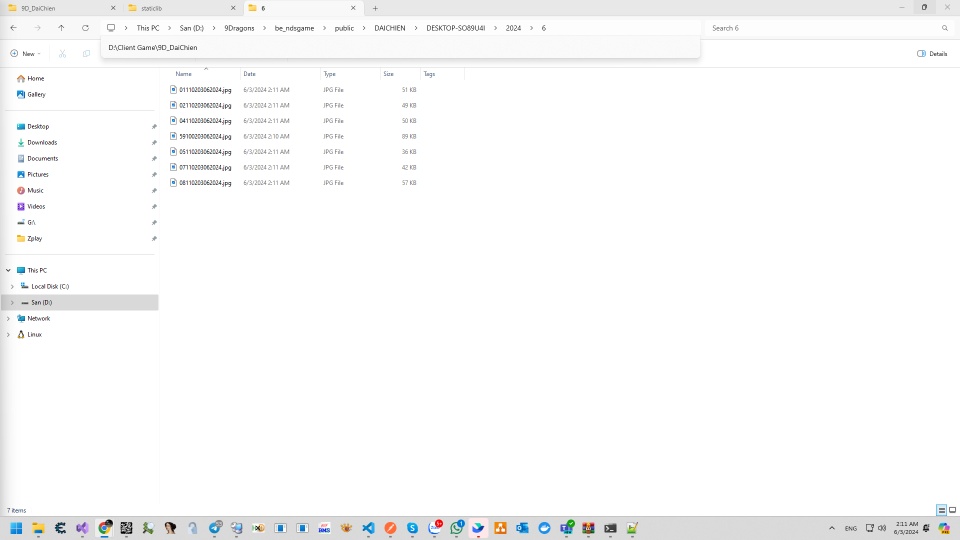 9D_DaiChien
staticlib
6
This PC > San (D:) > 9Dragons > be_ndsgame > public > DAICHIEN > DESKTOP-SO89U4I > 2024 > 6
Search 6
New
D:\Client Game\9D_DaiChien
Details
Name Date Type Size Tags
01110203062024.jpg 6/3/2024 2:11 AM JPG File 51 KB
02110203062024.jpg 6/3/2024 2:11 AM JPG File 49 KB
04110203062024.jpg 6/3/2024 2:11 AM JPG File 50 KB
59100203062024.jpg 6/3/2024 2:10 AM JPG File 89 KB
05110203062024.jpg 6/3/2024 2:11 AM JPG File 36 KB
07110203062024.jpg 6/3/2024 2:11 AM JPG File 42 KB
08110203062024.jpg 6/3/2024 2:11 AM JPG File 57 KB
Home
Gallery
Desktop
Downloads
Documents
Pictures
Music
Videos
G:\
Zplay
This PC
Local Disk (C:)
San (D:)
Network
Linux
7 items
ENG
2:11 AM
6/3/2024